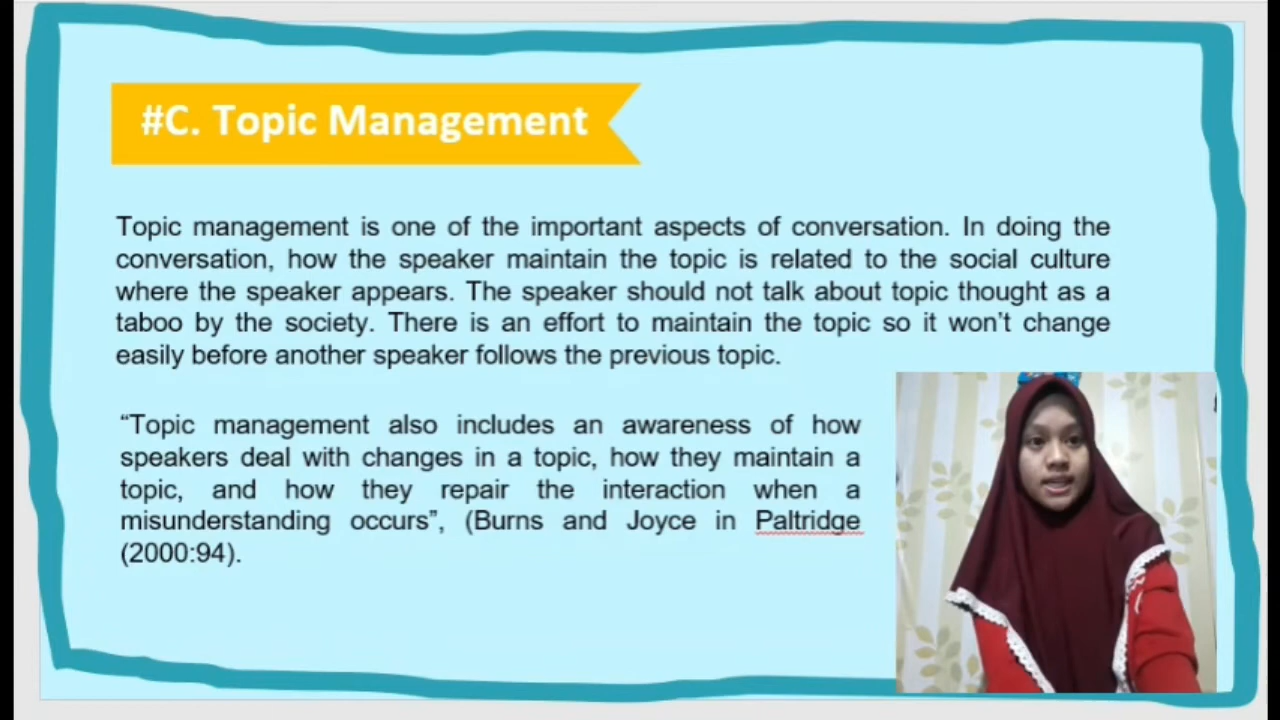 #C. Topic Management
Topic management is one of the important aspects of conversation. In doing the
conversation, how the speaker maintain the topic is related to the social culture
where the speaker appears. The speaker should not talk about topic thought as a
taboo by the society. There is an effort to maintain the topic so it won’t change
easily before another speaker follows the previous topic.
“Topic management also includes an awareness of how
speakers deal with changes in a topic, how they maintain a
topic, and how they repair the interaction when a
misunderstanding occurs”, (Burns and Joyce in Paltridge
(2000:94).